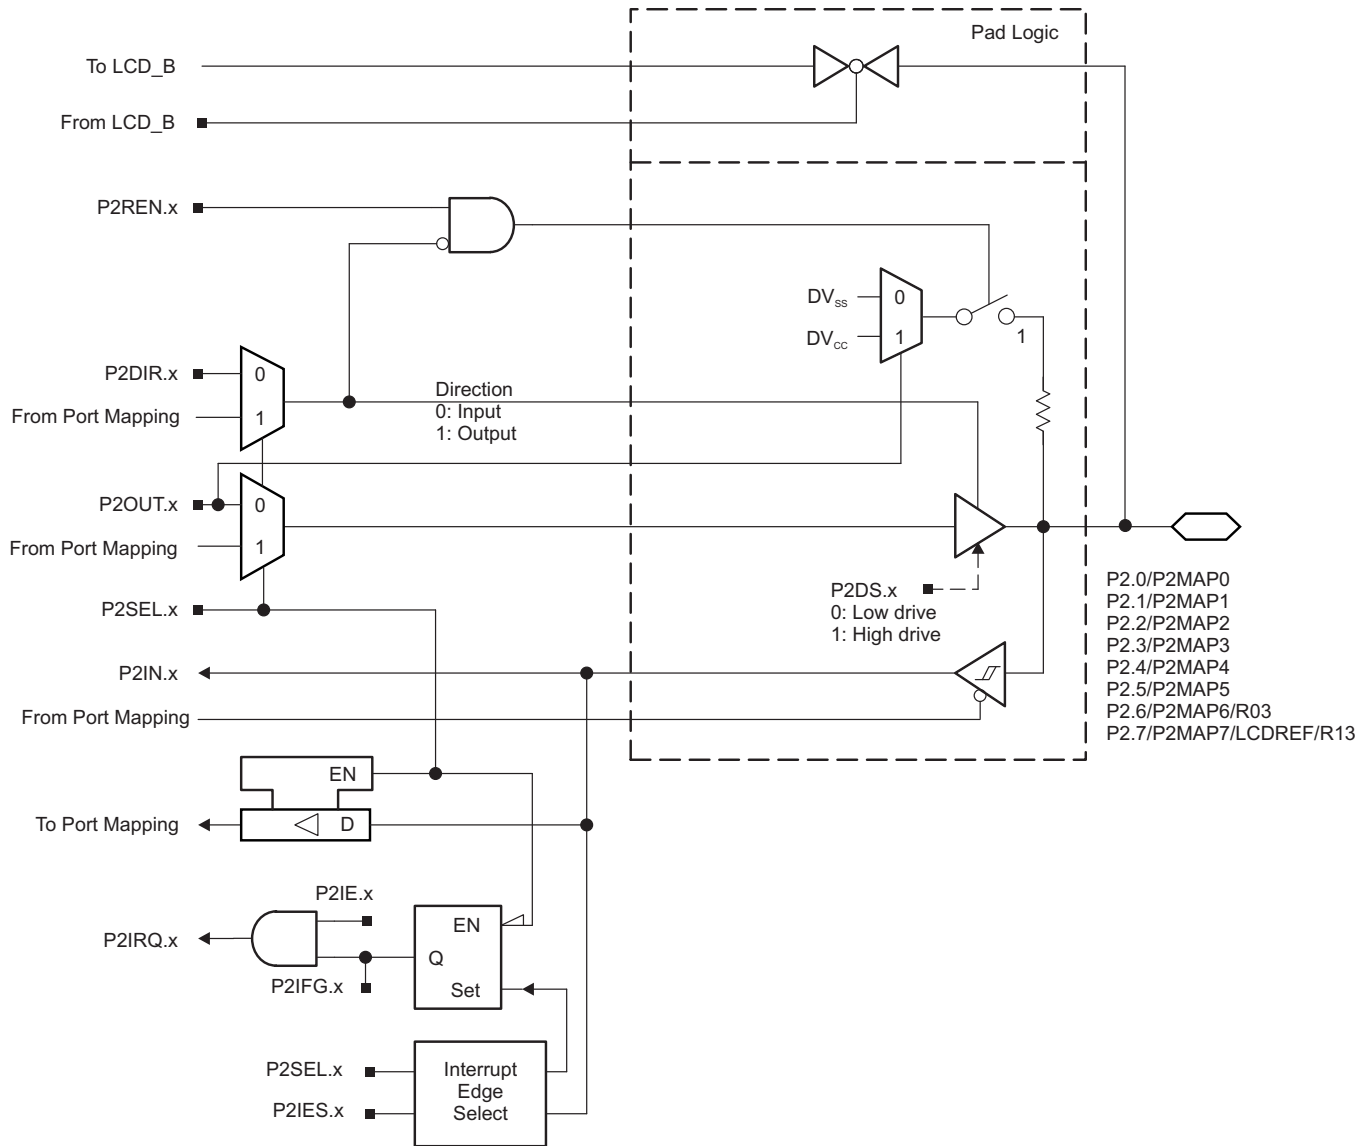 Pad Logic
To LCD_B
From LCD_B
P2REN.x
DVSS
0
DVCC
1
1
P2DIR.x
0
From Port Mapping
1
Direction
0: Input
1: Output
P2OUT.x
0
From Port Mapping
1
P2SEL.x
P2DS.x
0: Low drive
1: High drive
P2.0/P2MAP0
P2.1/P2MAP1
P2.2/P2MAP2
P2.3/P2MAP3
P2.4/P2MAP4
P2.5/P2MAP5
P2.6/P2MAP6/R03
P2.7/P2MAP7/LCDREF/R13
P2IN.x
From Port Mapping
EN
To Port Mapping
D
P2IE.x
EN
P2IRQ.x
Q
P2IFG.x
Set
P2SEL.x
P2IES.x
Interrupt
Edge
Select